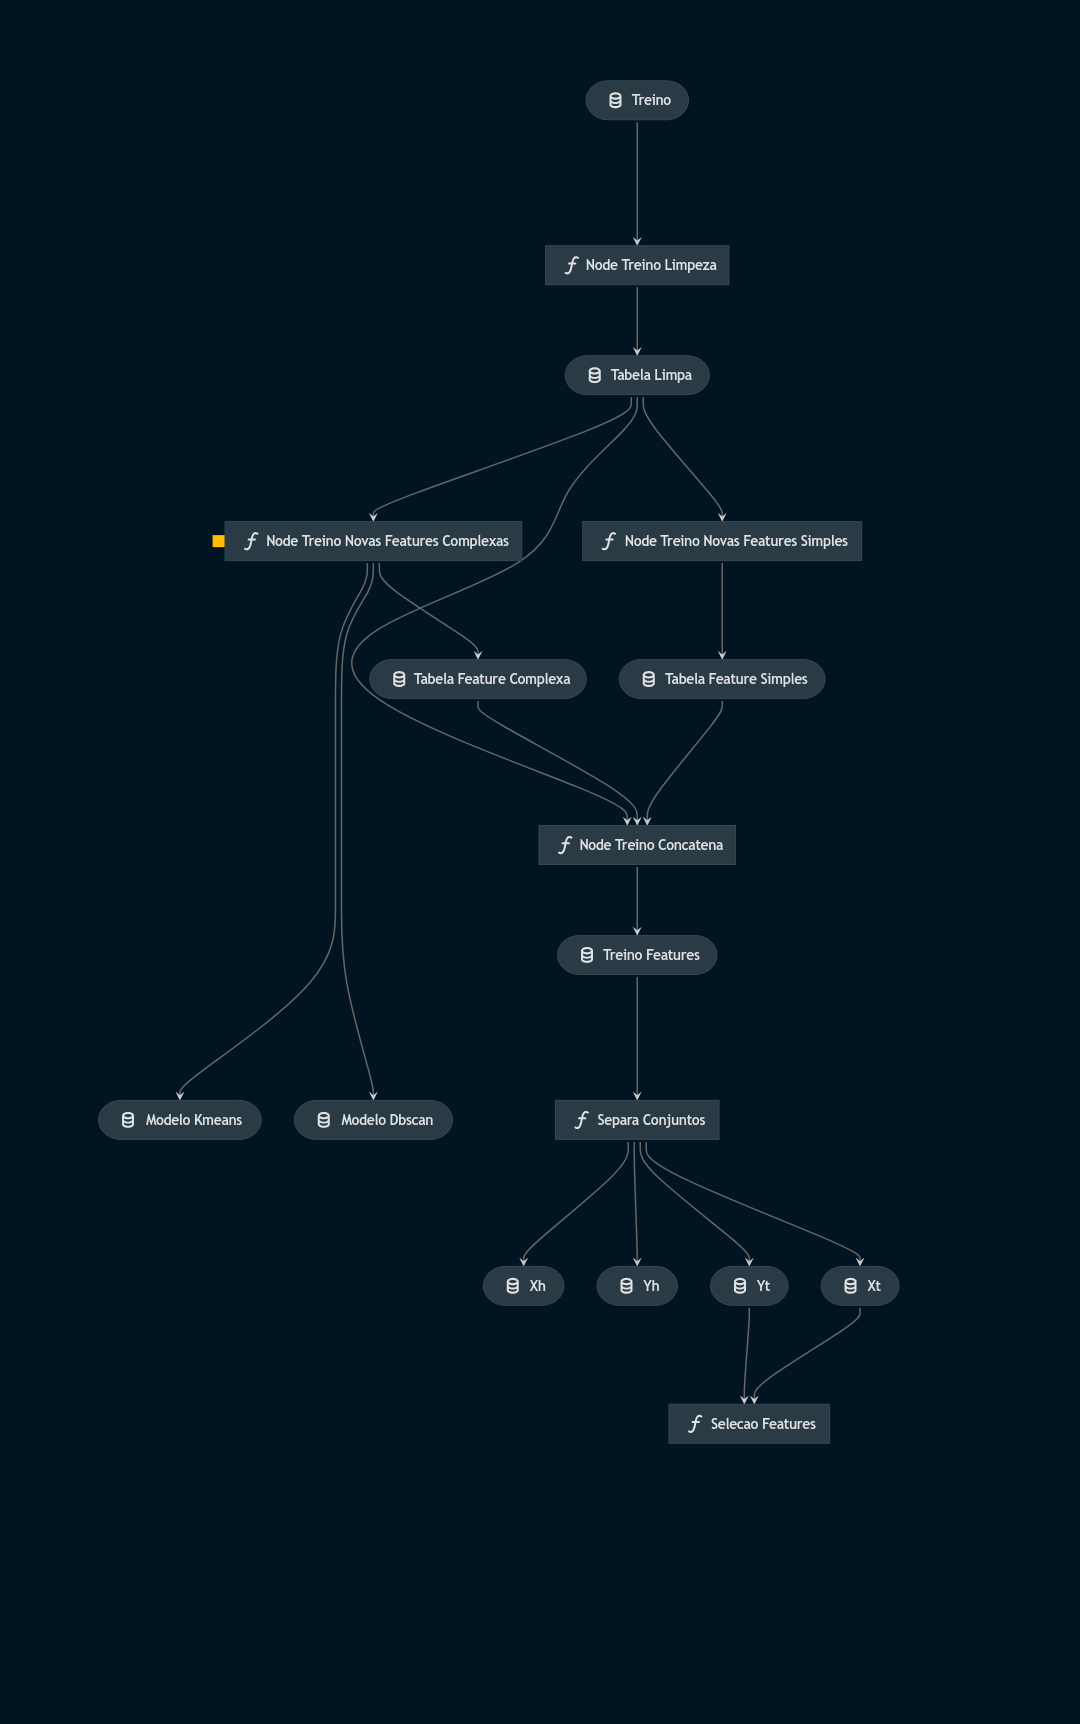 Treino
Node Treino Limpeza
Tabela Limpa
Node Treino Novas Features Complexas
Node Treino Novas Features Simples
Tabela Feature Complexa
Tabela Feature Simples
Node Treino Concatena
Treino Features
Modelo Kmeans
Modelo Dbscan
Separa Conjuntos
Xh
Yh
Yt
Xt
Selecao Features